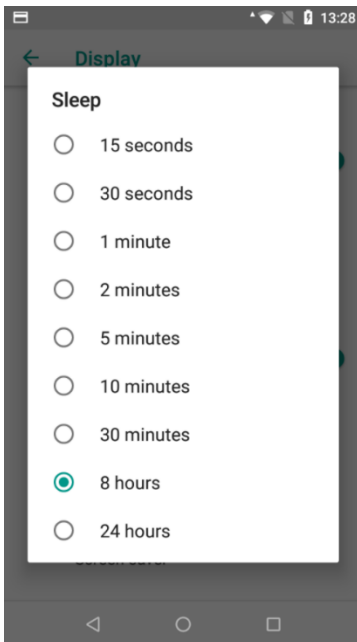 13:28
Display
Sleep
15 seconds
30 seconds
1 minute
2 minutes
5 minutes
10 minutes
30 minutes
8 hours
24 hours